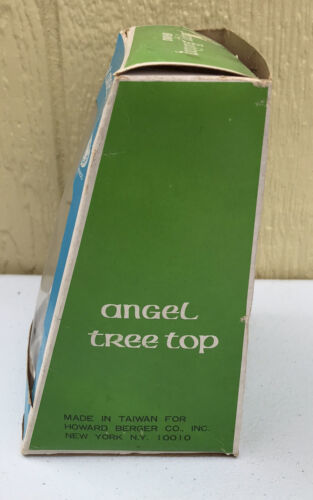 angel
tree top
MADE IN TAIWAN FOR
HOWARD BERGER CO., INC.
NEW YORK N.Y. 10010